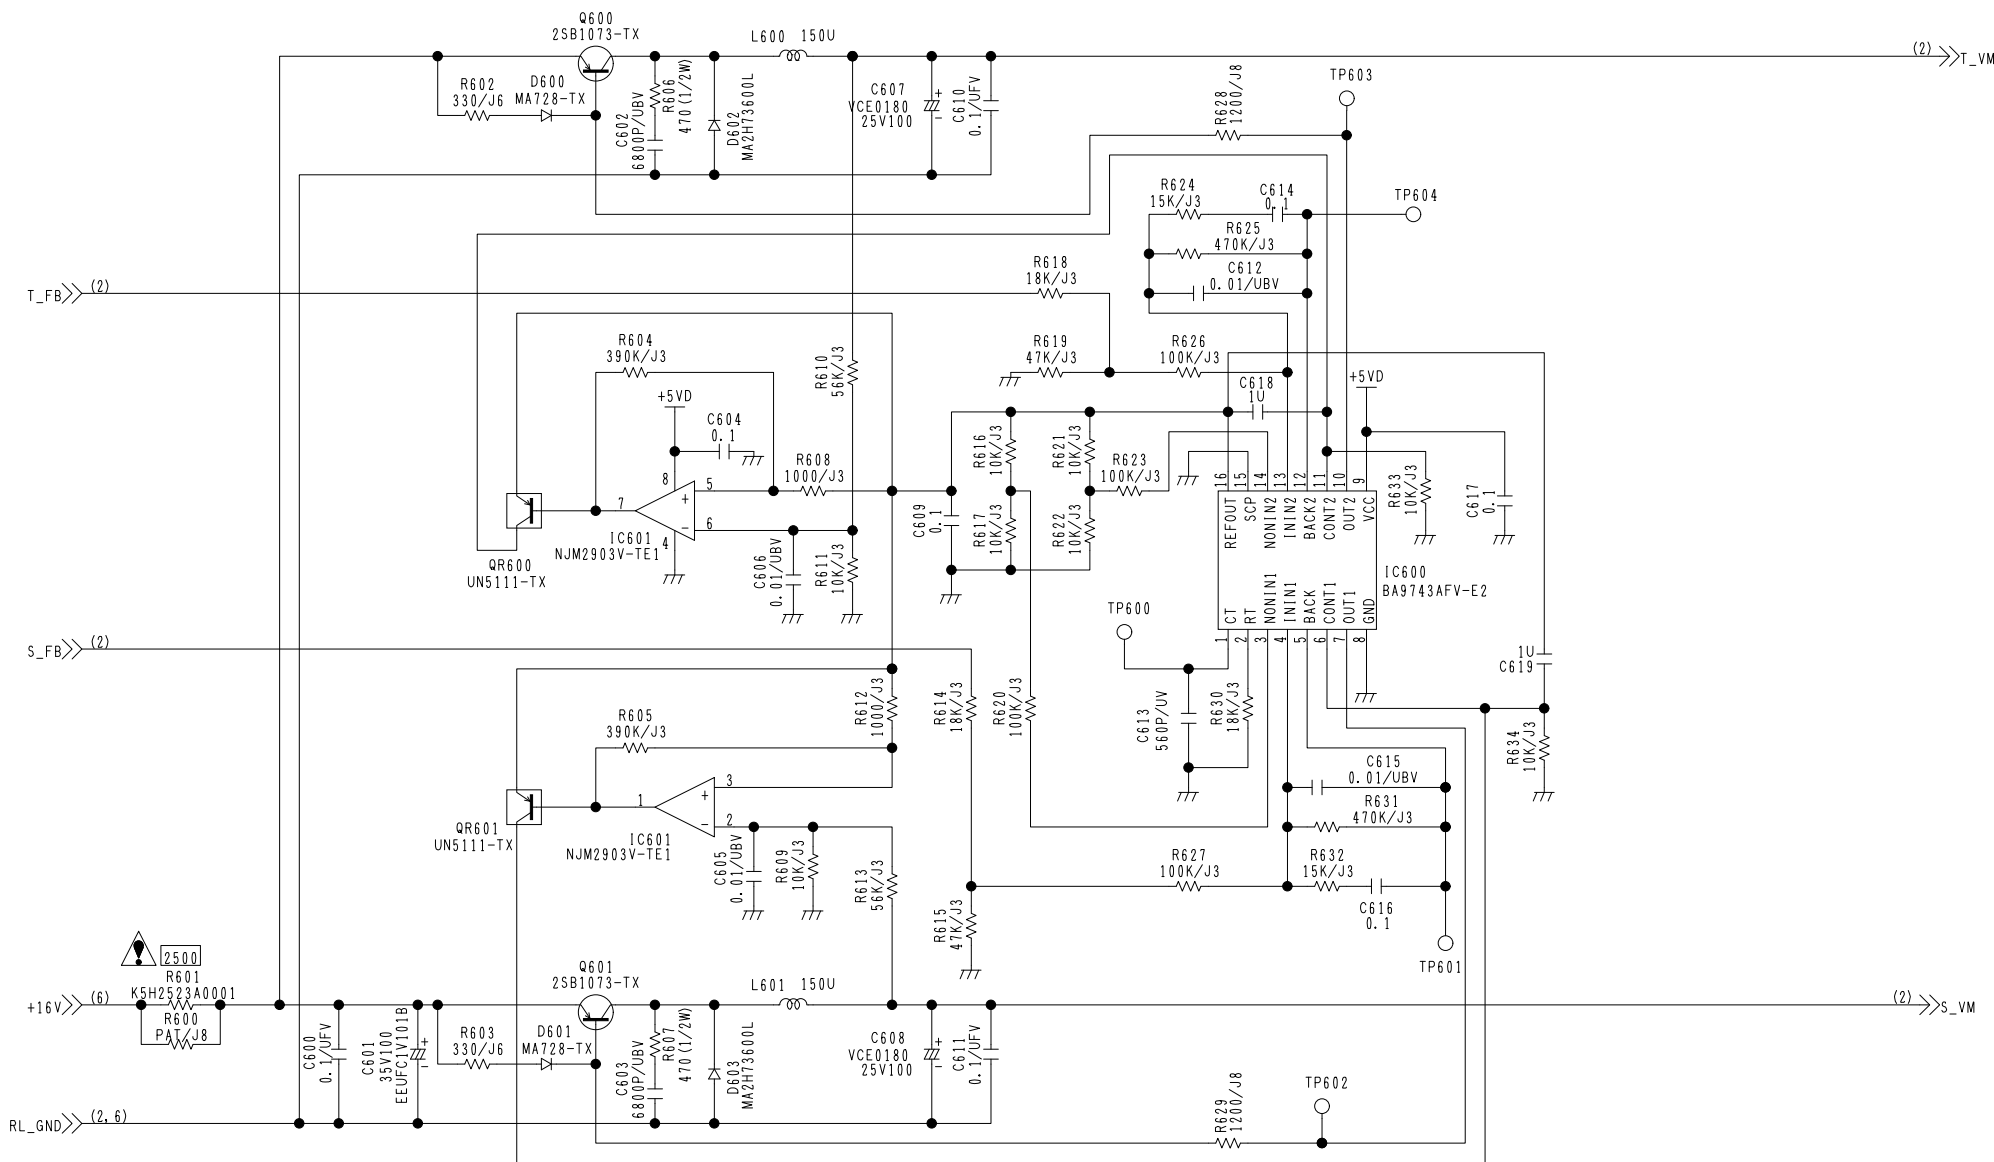 Q600
2SB1073-TX
L600 150U
(2)
T_VM
R602
330/J6
D600
MA728-TX
C602
6800P/UBV
R606
470(1/2W)
D602
MA2H73600L
C607
VCE0180
25V100
C610
0.1/UFV
R628
1200/J8
TP603
R624
15K/J3
C614
0.1
TP604
R625
470K/J3
C612
0.01/UBV
T_FB
(2)
R618
18K/J3
R604
390K/J3
R610
56K/J3
R619
47K/J3
R626
100K/J3
+5VD
C604
0.1
C618
1U
+5VD
R608
1000/J3
R616
10K/J3
R621
10K/J3
R623
100K/J3
8
5
7
6
4
+
-
IC601
NJM2903V-TE1
QR600
UN5111-TX
C606
0.01/UBV
R611
10K/J3
C609
0.1
R617
10K/J3
R622
10K/J3
16
15
14
13
12
11
10
9
REFOUT
SCP
NONIN2
ININ2
BACK2
CONT2
OUT2
VCC
R633
10K/J3
C617
0.1
IC600
BA9743AFV-E2
CT
RT
NONIN1
ININ1
BACK
CONT1
OUT1
GND
1
2
3
4
5
6
7
8
TP600
S_FB
(2)
1U
C619
R612
1000/J3
R614
18K/J3
R620
100K/J3
C613
560P/UV
R630
18K/J3
R605
390K/J3
R634
10K/J3
C615
0.01/UBV
R631
470K/J3
3
1
2
+
-
QR601
UN5111-TX
IC601
NJM2903V-TE1
C605
0.01/UBV
R609
10K/J3
R613
56K/J3
R627
100K/J3
R632
15K/J3
C616
0.1
R615
47K/J3
TP601
2500
R601
K5H2523A0001
+16V
(6)
R600
PAT/J8
Q601
2SB1073-TX
L601 150U
(2)
S_VM
C600
0.1/UFV
C601
35V100
EEUFC1V101B
+
-
R603
330/J6
D601
MA728-TX
C603
6800P/UBV
R607
470(1/2W)
D603
MA2H73600L
C608
VCE0180
25V100
+
-
C611
0.1/UFV
R629
1200/J8
TP602
RL_GND
(2,6)